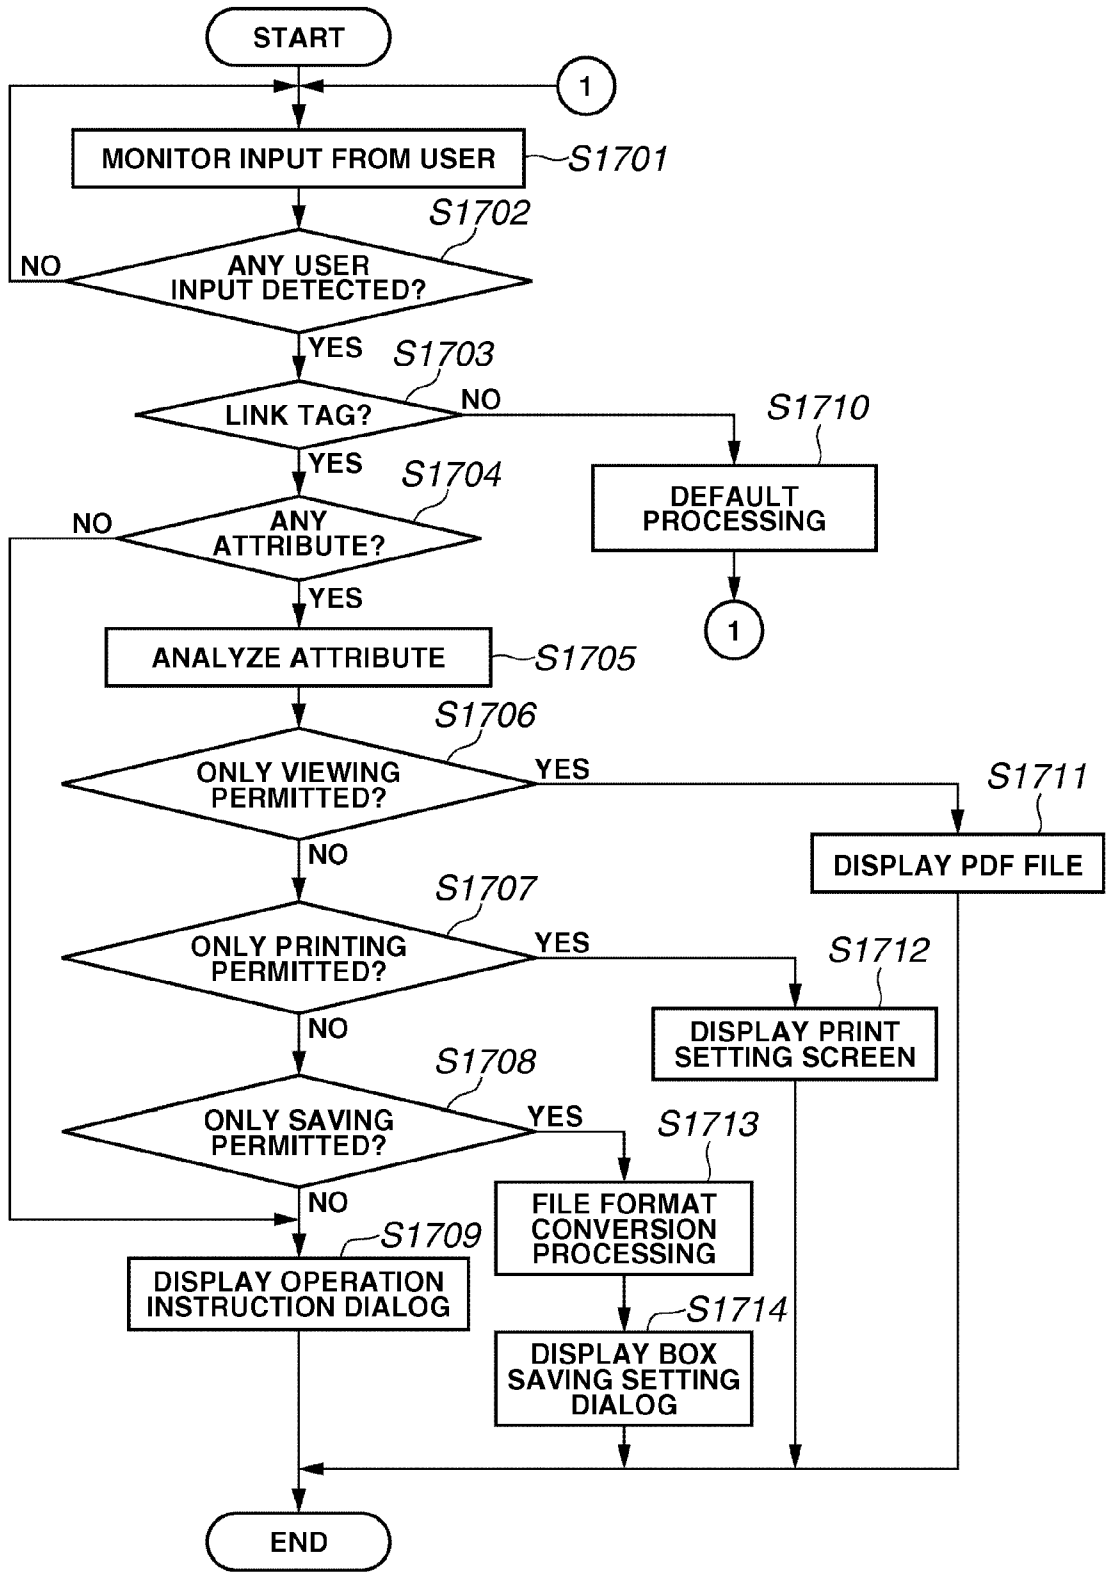 START
1
MONITOR INPUT FROM USER
S1701
S1702
ANY USER
INPUT DETECTED?
NO
YES
S1703
LINK TAG?
NO
S1710
YES
DEFAULT
PROCESSING
S1704
ANY
ATTRIBUTE?
NO
YES
1
ANALYZE ATTRIBUTE
S1705
S1706
ONLY VIEWING
PERMITTED?
YES
S1711
NO
DISPLAY PDF FILE
S1707
ONLY PRINTING
PERMITTED?
YES
S1712
NO
DISPLAY PRINT
SETTING SCREEN
S1708
ONLY SAVING
PERMITTED?
YES
S1713
NO
FILE FORMAT
CONVERSION
PROCESSING
S1709
DISPLAY OPERATION
INSTRUCTION DIALOG
S1714
DISPLAY BOX
SAVING SETTING
DIALOG
END